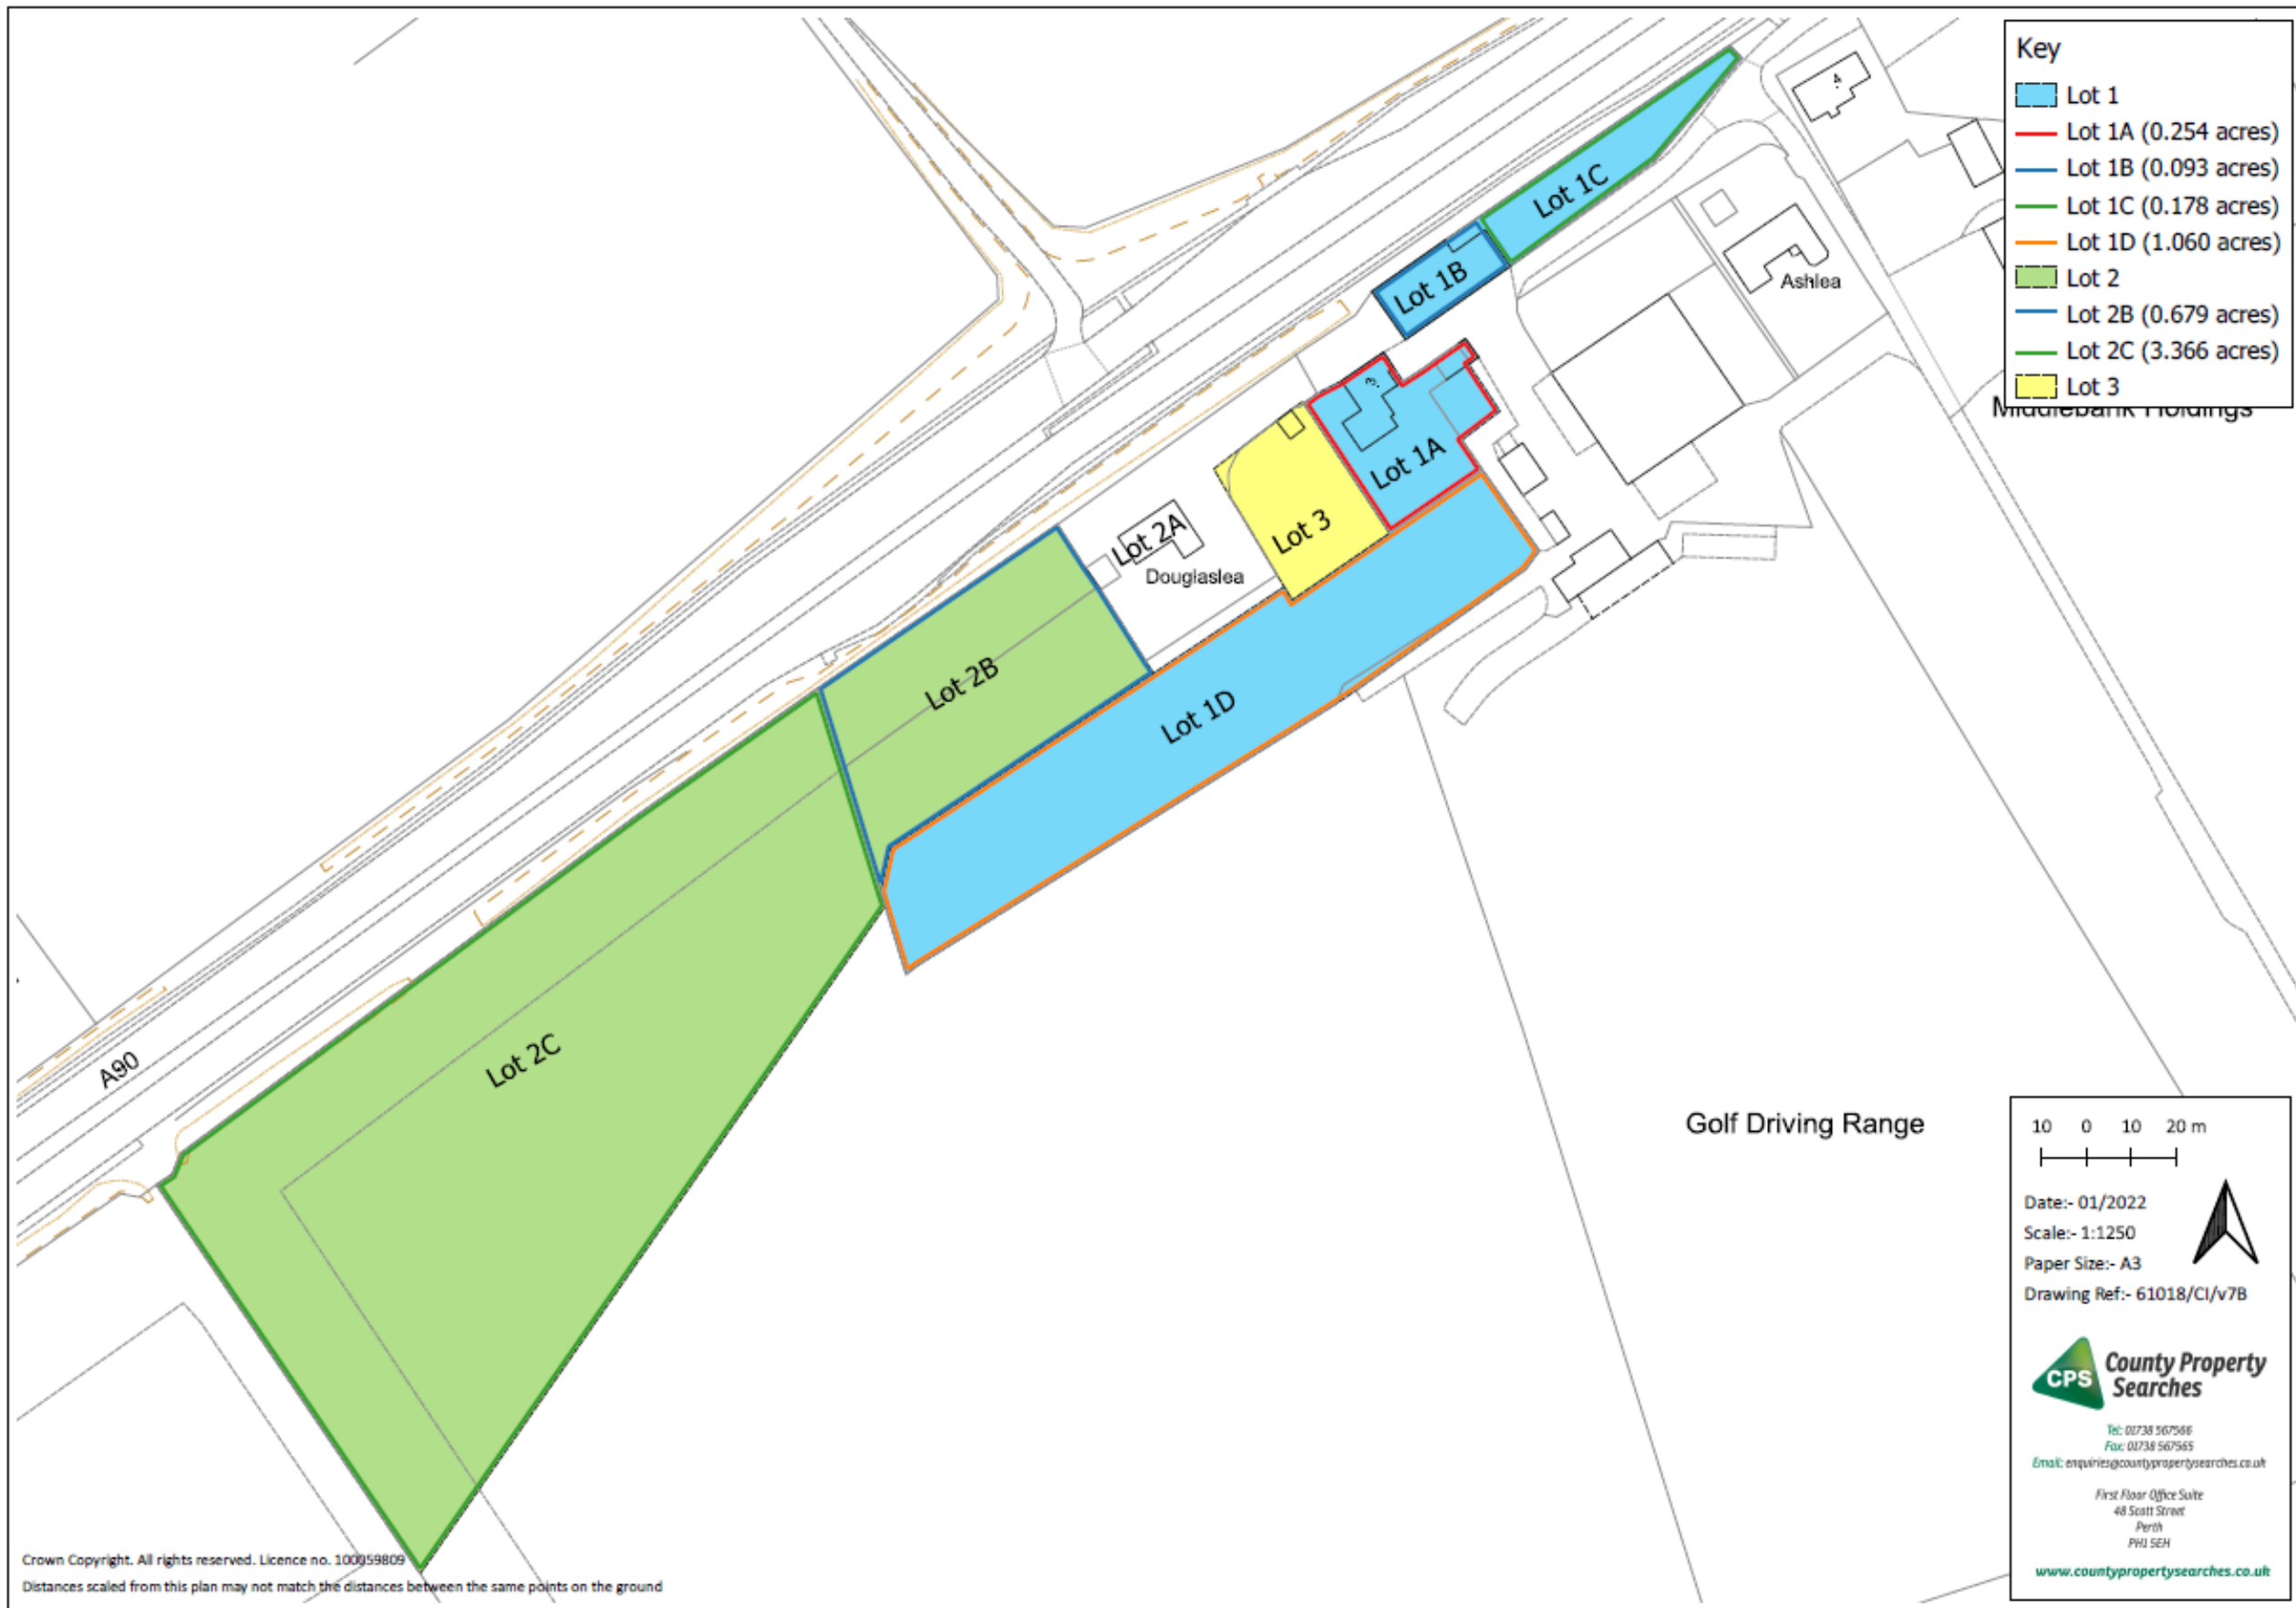 Key
Lot 1
Lot 1A (0.254 acres)
Lot 1B (0.093 acres)
Lot 1C (0.178 acres)
Lot 1D (1.060 acres)
Lot 2
Lot 2B (0.679 acres)
Lot 2C (3.366 acres)
Lot 3
4
Lot 1C
Lot 1B
Ashlea
Middlebank Holdings
3
Lot 1A
Lot 3
Lot 2A
Douglaslea
Lot 2B
Lot 1D
Lot 2C
A90
Golf Driving Range
10 0 10 20 m
Date:- 01/2022
Scale:- 1:1250
Paper Size:- A3
Drawing Ref:- 61018/CI/v7B
CPS
County Property
Searches
Tel: 01738 567566
Fax: 01738 567565
Email: enquiries@countypropertysearches.co.uk
First Floor Office Suite
48 Scott Street
Perth
PH1 5EH
www.countypropertysearches.co.uk
Crown Copyright. All rights reserved. Licence no. 100059809
Distances scaled from this plan may not match the distances between the same points on the ground